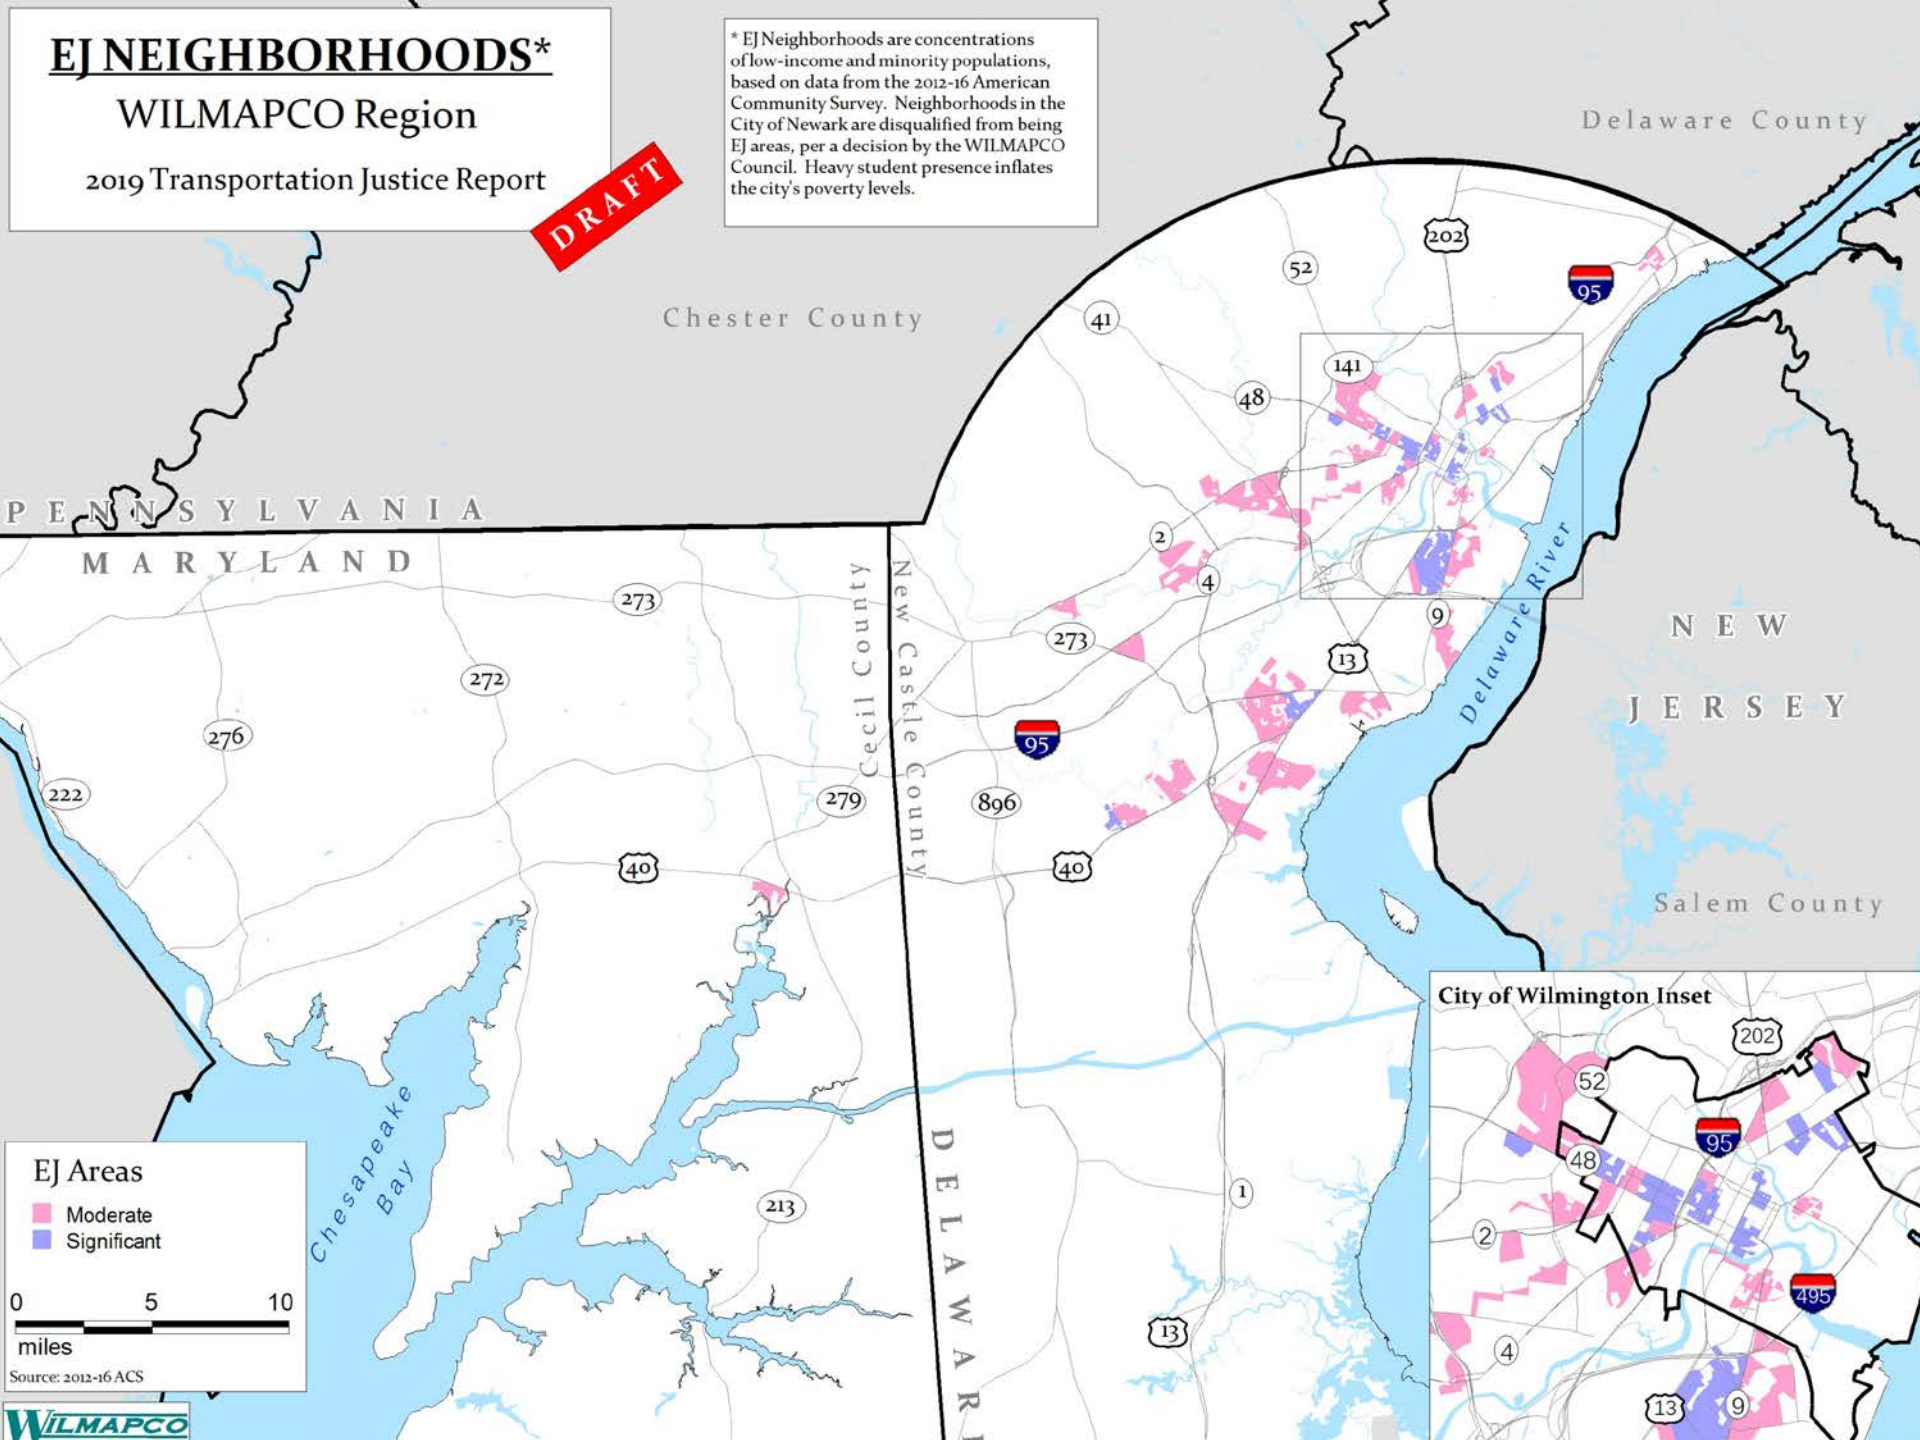 EJ NEIGHBORHOODS*
WILMAPCO Region
2019 Transportation Justice Report
DRAFT
* EJ Neighborhoods are concentrations
of low-income and minority populations,
based on data from the 2012-16 American
Community Survey. Neighborhoods in the
City of Newark are disqualified from being
EJ areas, per a decision by the WILMAPCO
Council. Heavy student presence inflates
the city's poverty levels.
Delaware County
202
52
95
Chester County
41
141
48
PENNSYLVANIA
MARYLAND
2
4
273
273
9
13
Delaware River
NEW
JERSEY
Cecil County
New Castle County
272
276
95
222
279
896
40
40
Salem County
Chesapeake
Bay
DELAWAR
213
1
13
City of Wilmington Inset
202
52
95
48
2
495
4
13
9
EJ Areas
Moderate
Significant
0 5 10
miles
Source: 2012-16 ACS
WILMAPCO